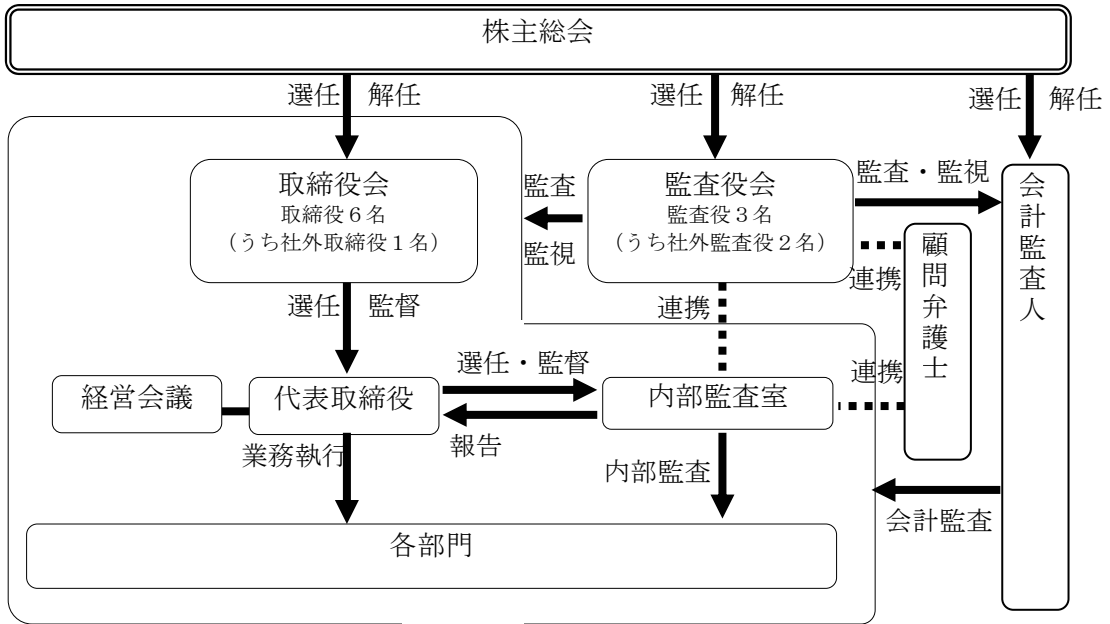 株主総会
選任 解任
選任 解任
選任 解任
取締役会
取締役6名
(うち社外取締役1名)
監査
監視
監査役会
監査役3名
(うち社外監査役2名)
監査・監視
会計監査人
顧問弁護士
連携
連携
連携
選任 監督
経営会議
代表取締役
選任・監督
報告
内部監査室
業務執行
内部監査
会計監査
各部門